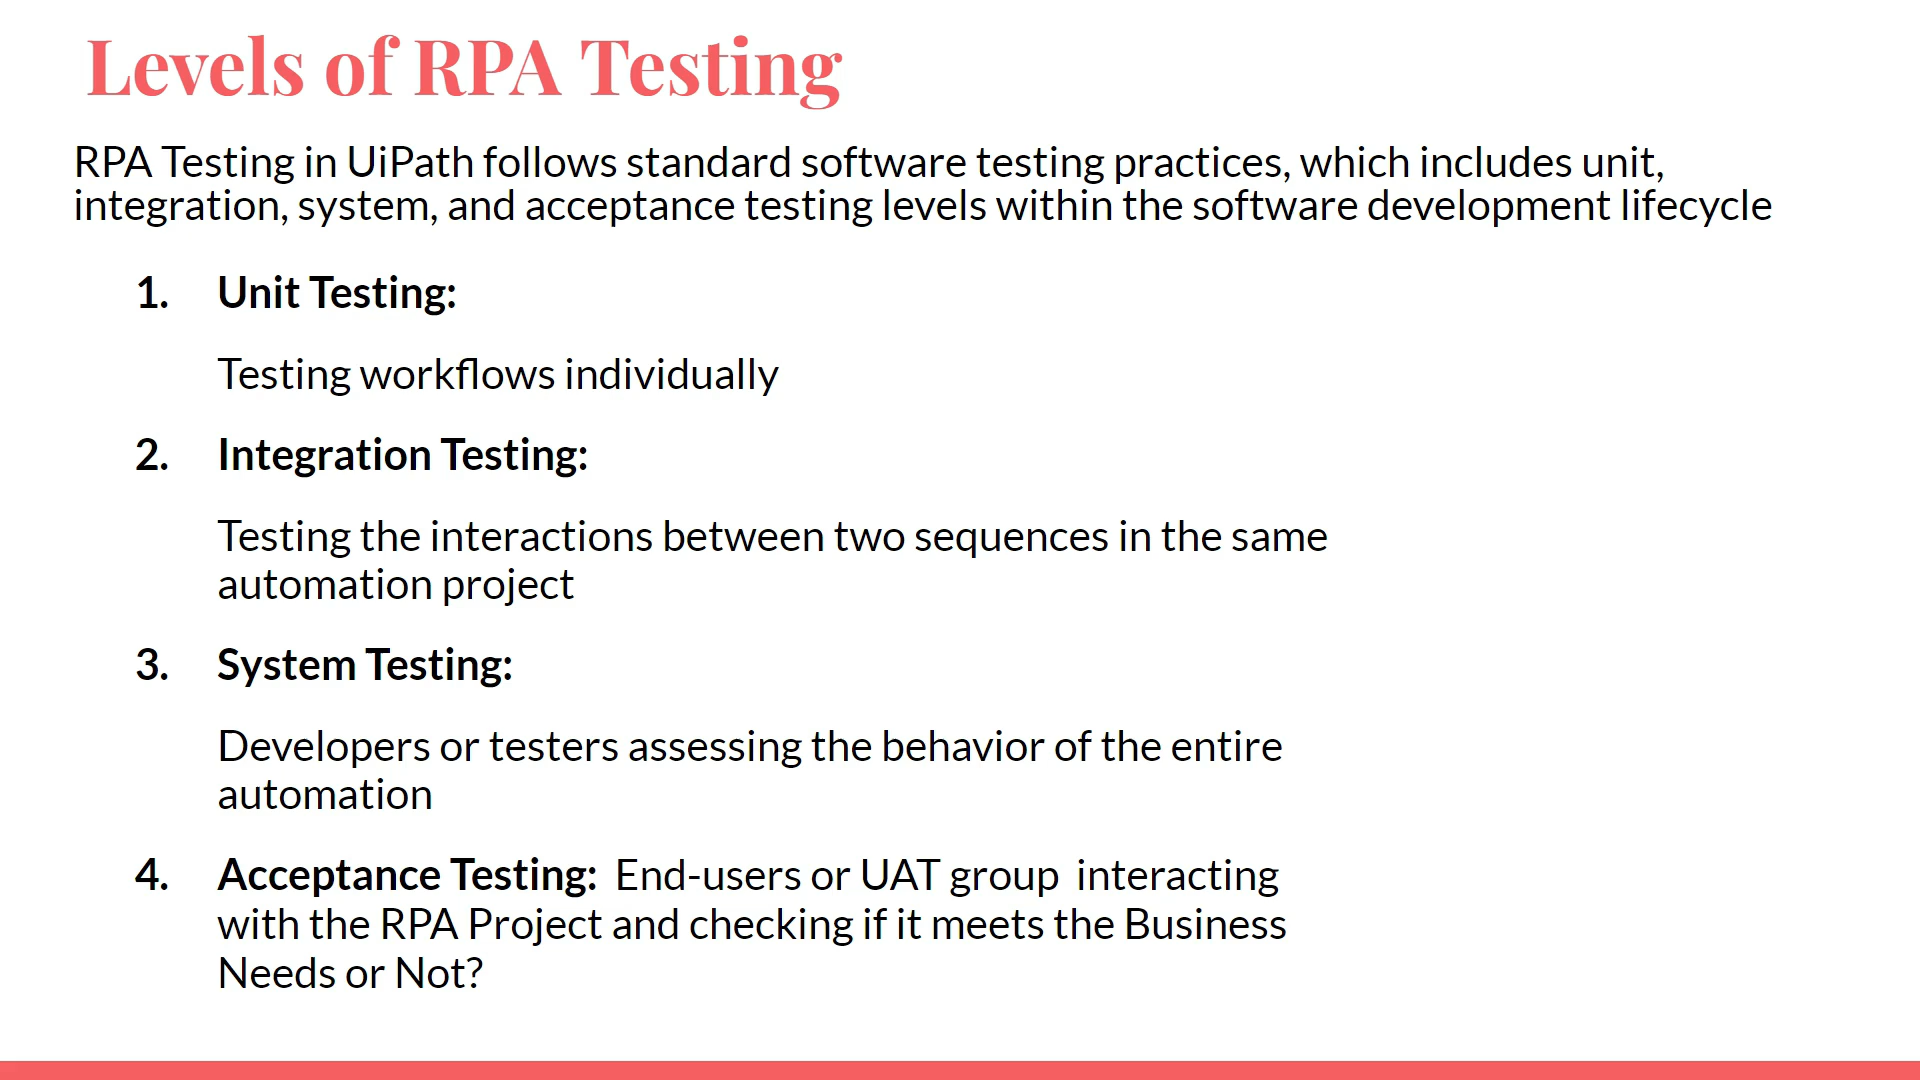 Levels of RPA Testing
RPA Testing in UiPath follows standard software testing practices, which includes unit,
integration, system, and acceptance testing levels within the software development lifecycle
1. Unit Testing:
Testing workflows individually
2. Integration Testing:
Testing the interactions between two sequences in the same
automation project
3. System Testing:
Developers or testers assessing the behavior of the entire
automation
4. Acceptance Testing:  End-users or UAT group  interacting
with the RPA Project and checking if it meets the Business
Needs or Not?